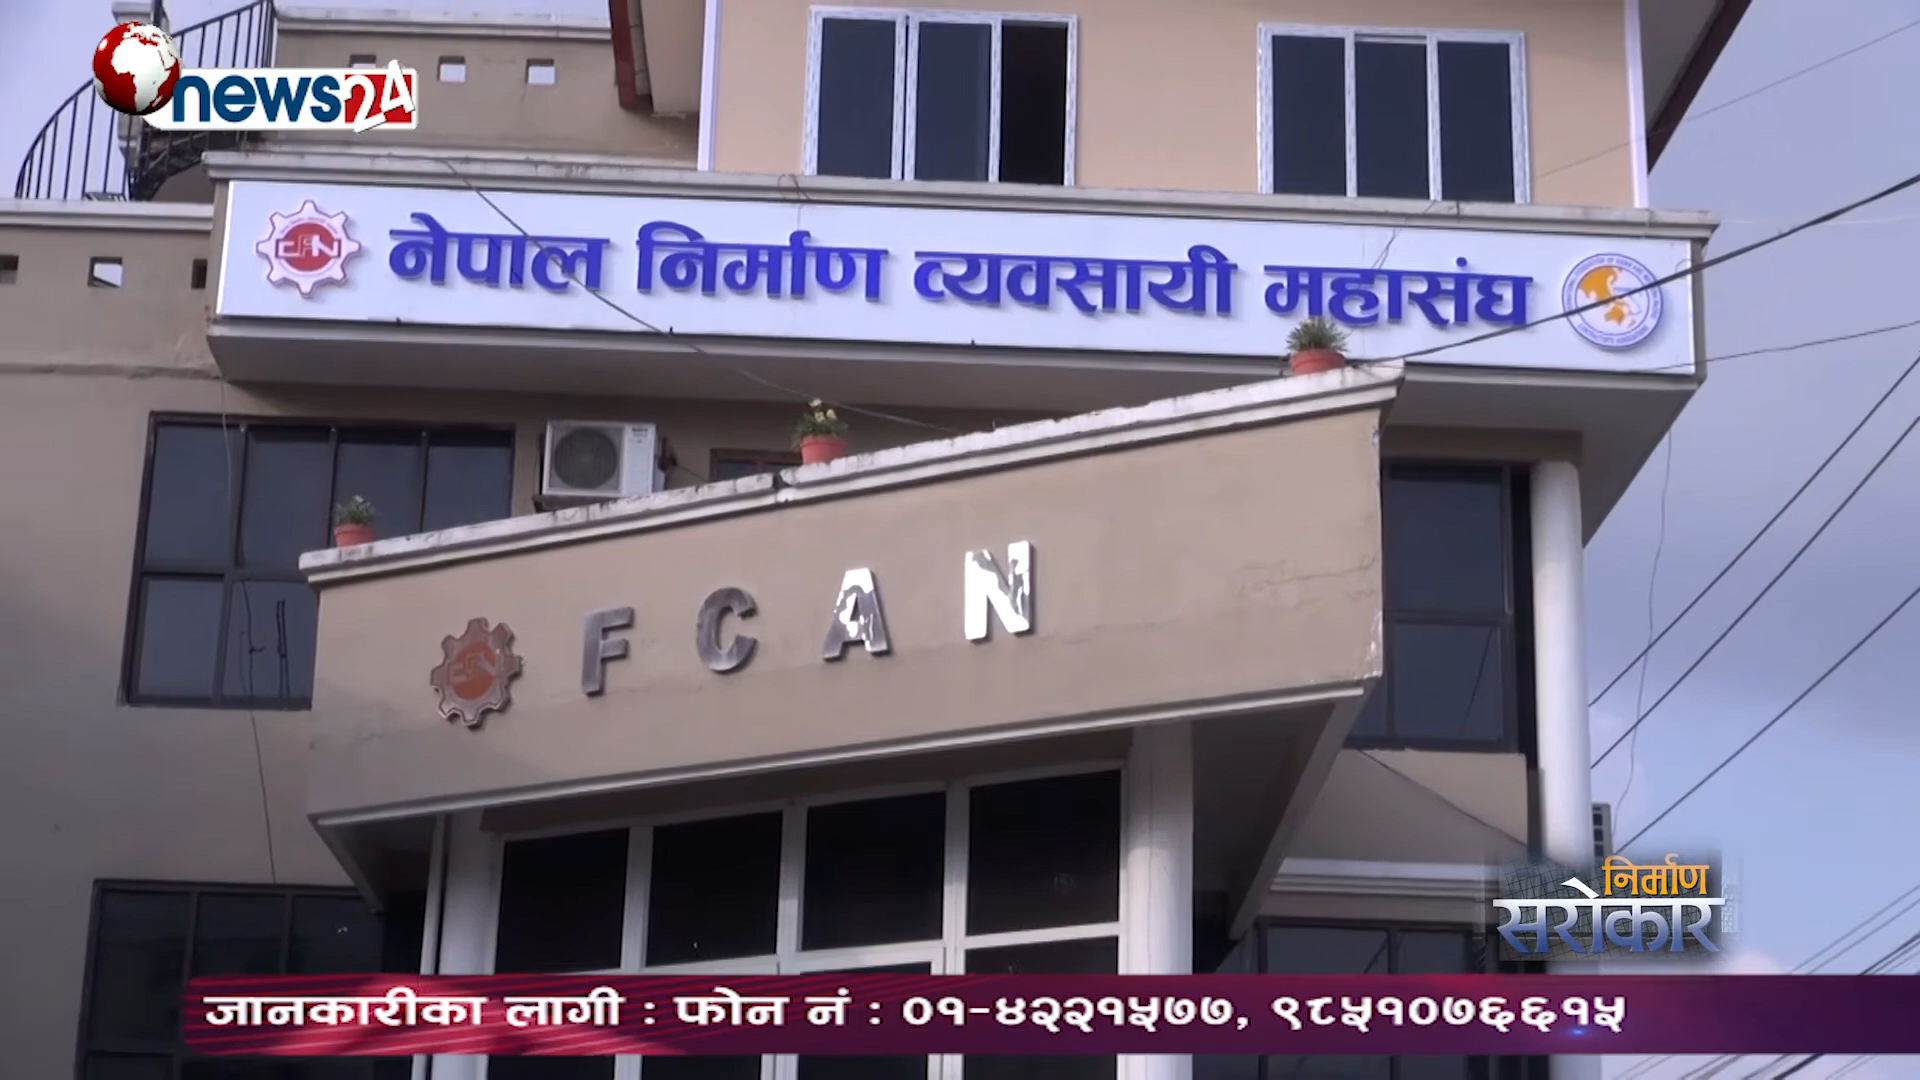 news24
नेपाल निर्माण व्यवसायी महासंघ
FCAN
निर्माण
सरोकार
जानकारीका लागी : फोन नं : ०१-४२२१५७७, ९८५१०७६६१५